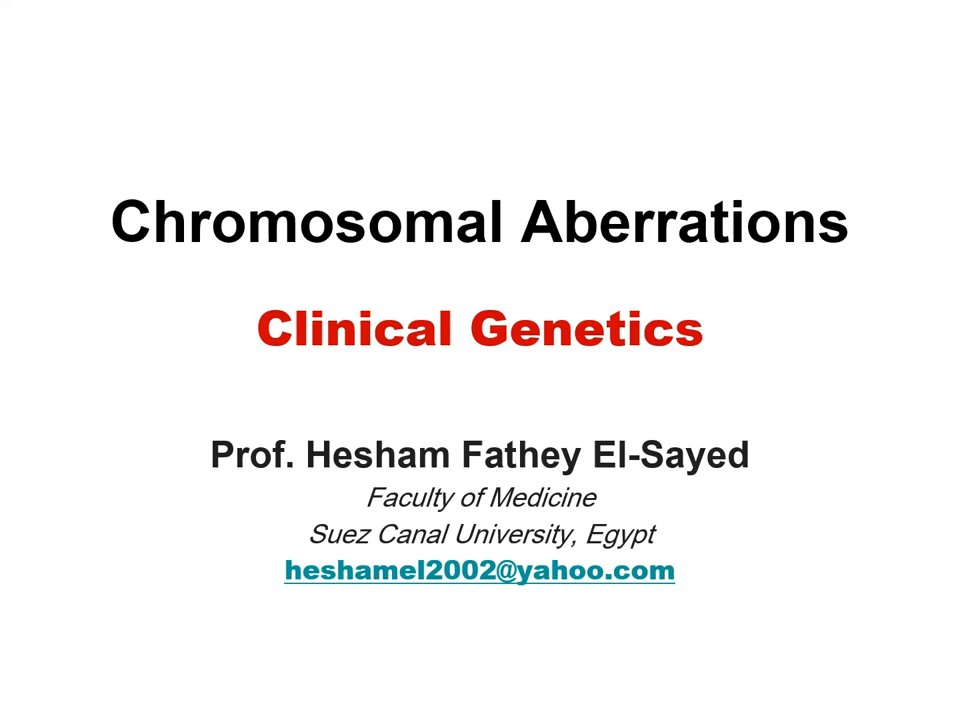 Chromosomal Aberrations
Clinical Genetics
Prof. Hesham Fathey El-Sayed
Faculty of Medicine
Suez Canal University, Egypt
heshamel2002@yahoo.com